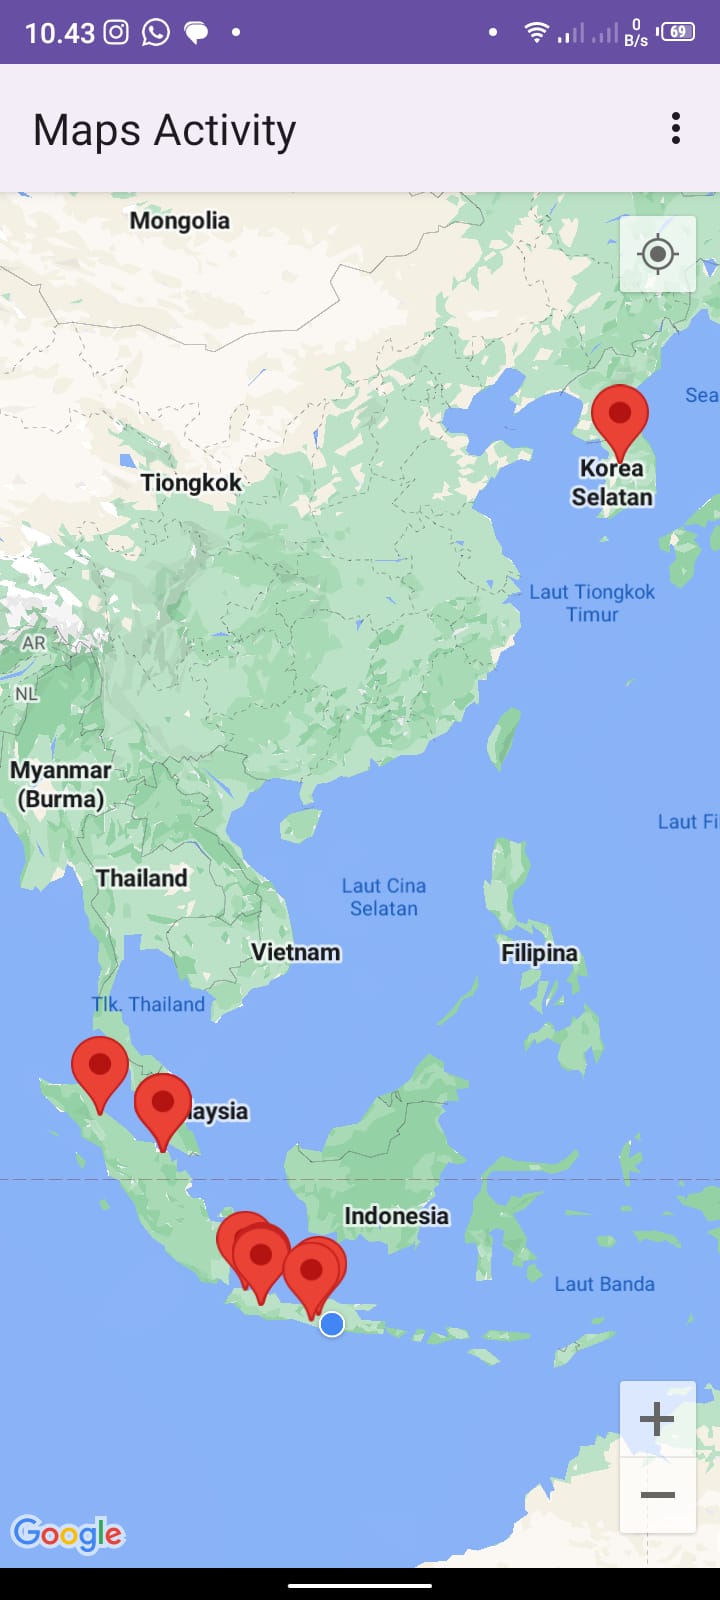 10.43
0
B/s
69
Maps Activity
Mongolia
Sea
Korea
Selatan
Tiongkok
Laut Tiongkok
Timur
AR
NL
Myanmar
(Burma)
Laut Fi
Thailand
Laut Cina
Selatan
Vietnam
Filipina
Tlk. Thailand
laysia
Indonesia
Laut Banda
Google